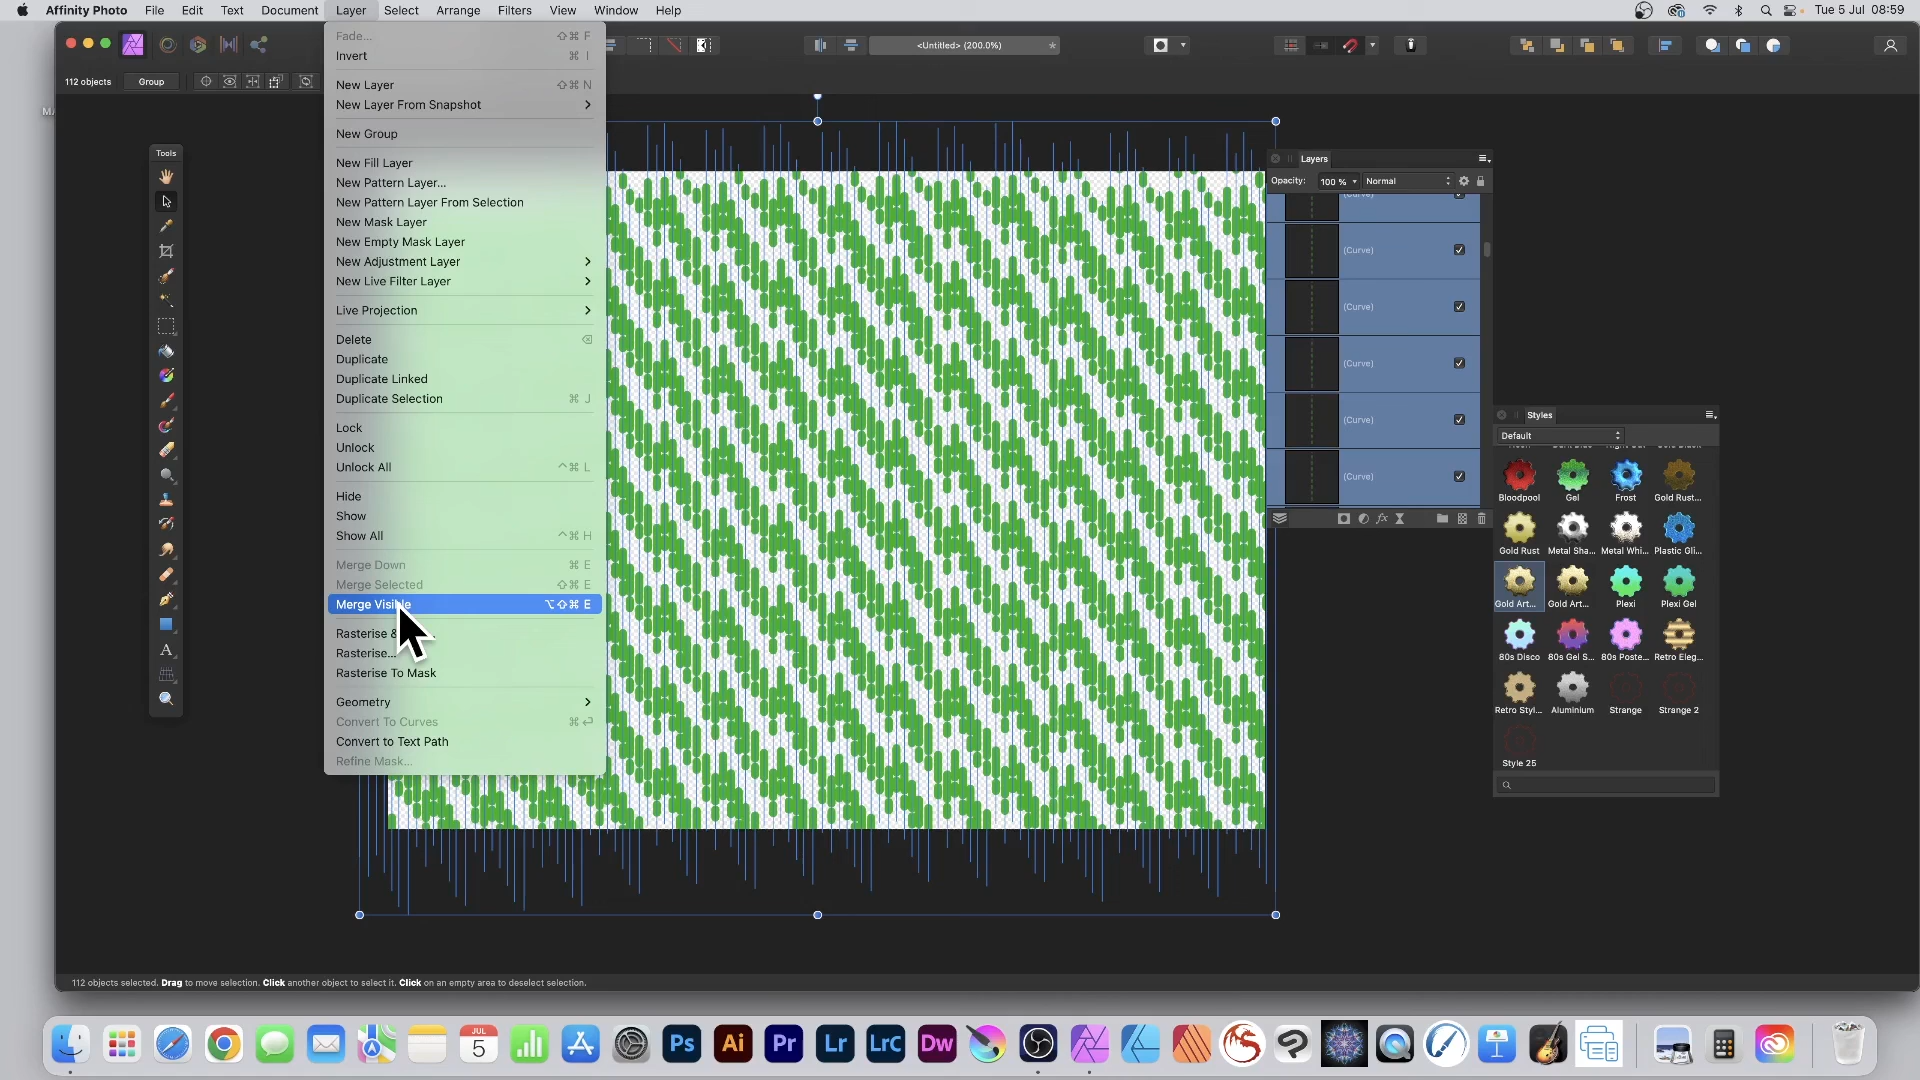 Affinity Photo File Edit Text Document Layer Select Arrange Filters View Window Help
Tue 5 Jul 08:59
<Untitled> (200.0%)
112 objects Group
Tools
Fade... ⇧⌘ F
Invert ⌘ I
New Layer ⇧⌘ N
New Layer From Snapshot
New Group
New Fill Layer
New Pattern Layer...
New Pattern Layer From Selection
New Mask Layer
New Empty Mask Layer
New Adjustment Layer
New Live Filter Layer
Live Projection
Delete
Duplicate
Duplicate Linked
Duplicate Selection ⌘ J
Lock
Unlock
Unlock All ^⌘ L
Hide
Show
Show All ^⌘ H
Merge Down ⌘ E
Merge Selected ⇧⌘ E
Merge Visible ⌥⇧⌘ E
Rasterise &
Rasterise...
Rasterise To Mask
Geometry
Convert To Curves ⌘↩
Convert to Text Path
Refine Mask...
Layers
Opacity: 100 % Normal
(Curve)
(Curve)
(Curve)
(Curve)
(Curve)
(Curve)
Styles
Default
Bloodpool Gel Frost Gold Rust...
Gold Rust Metal Sha... Metal Whi... Plastic Gli...
Gold Art... Gold Art... Plexi Plexi Gel
80s Disco 80s Gel S... 80s Poste... Retro Eleg...
Retro Styl... Aluminium Strange Strange 2
Style 25
112 objects selected. Drag to move selection. Click another object to select it. Click on an empty area to deselect selection.
JUL
5
Ps Ai Pr Lr LrC Dw